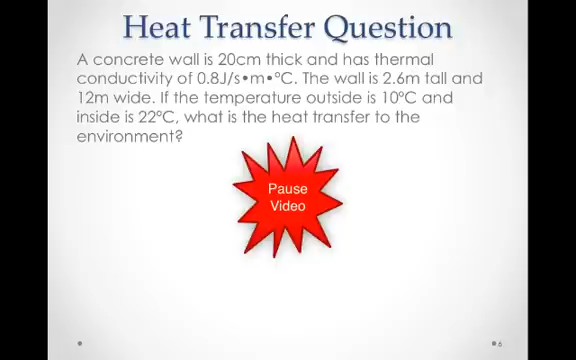 Heat Transfer Question
A concrete wall is 20cm thick and has thermal
conductivity of 0.8J/s•m•°C. The wall is 2.6m tall and
12m wide. If the temperature outside is 10°C and
inside is 22°C, what is the heat transfer to the
environment?
Pause
Video
6